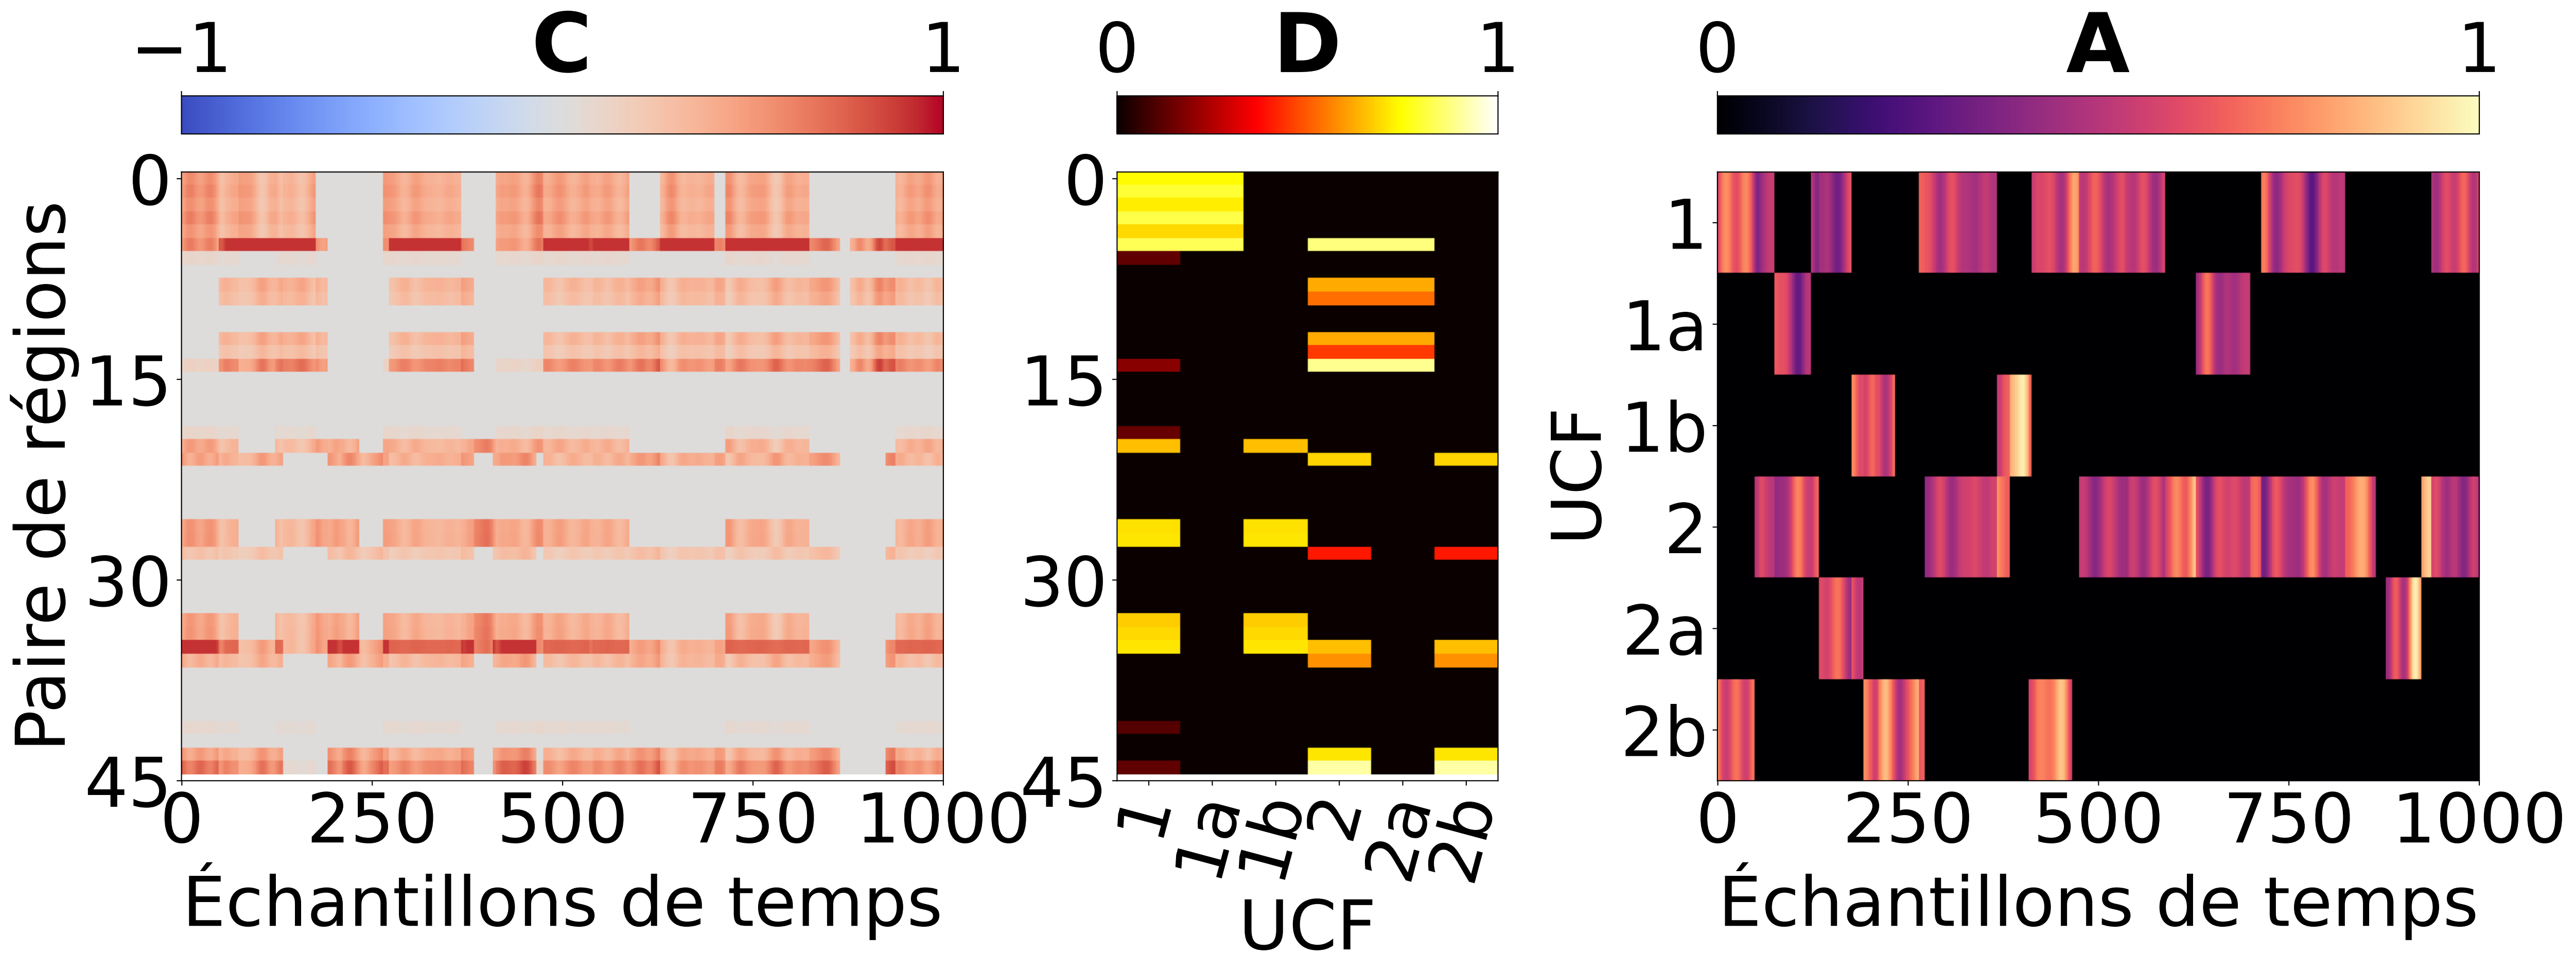 C
−1 1
0
15
30
45
Paire de régions
0 250 500 750 1000
Échantillons de temps
D
0 1
0
15
30
45
1 1a 1b 2 2a 2b
UCF
A
0 1
1
1a
1b
2
2a
2b
UCF
0 250 500 750 1000
Échantillons de temps